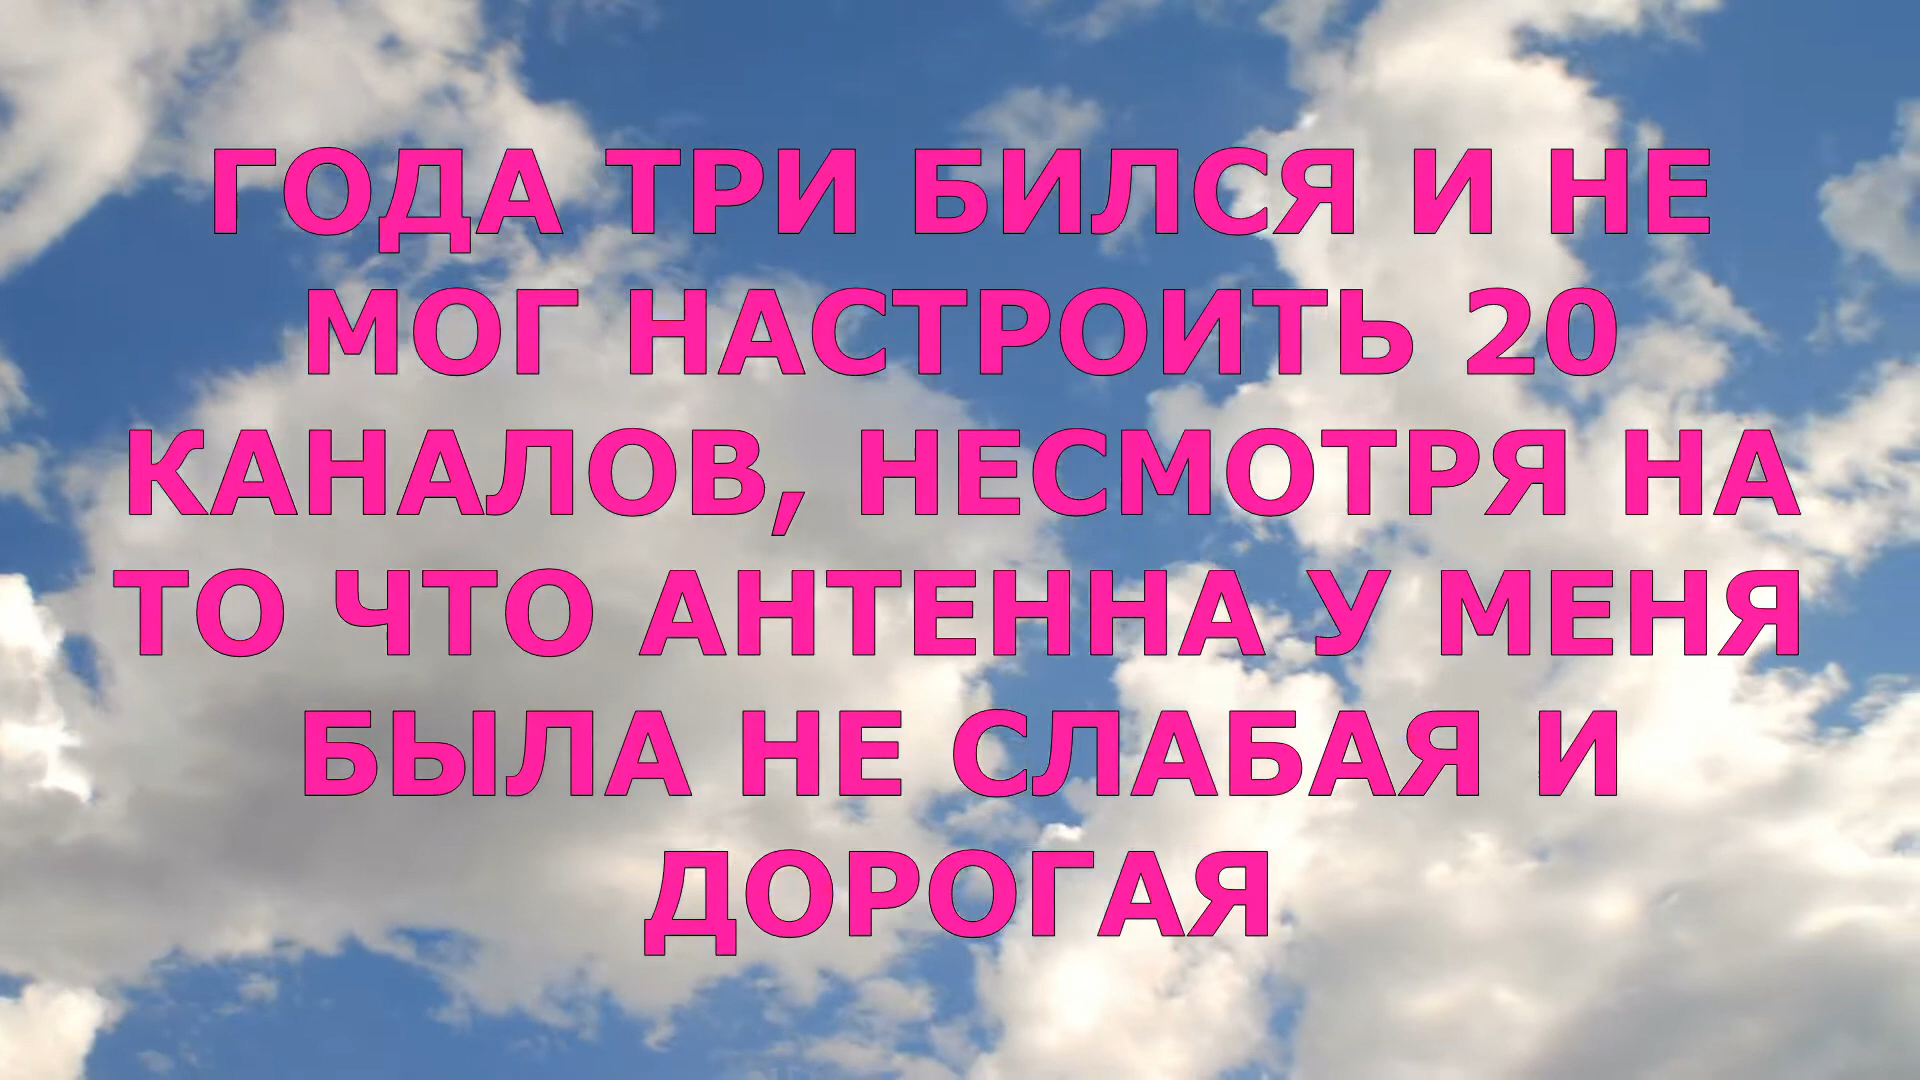 ГОДА ТРИ БИЛСЯ И НЕ
МОГ НАСТРОИТЬ 20
КАНАЛОВ, НЕСМОТРЯ НА
ТО ЧТО АНТЕННА У МЕНЯ
БЫЛА НЕ СЛАБАЯ И
ДОРОГАЯ